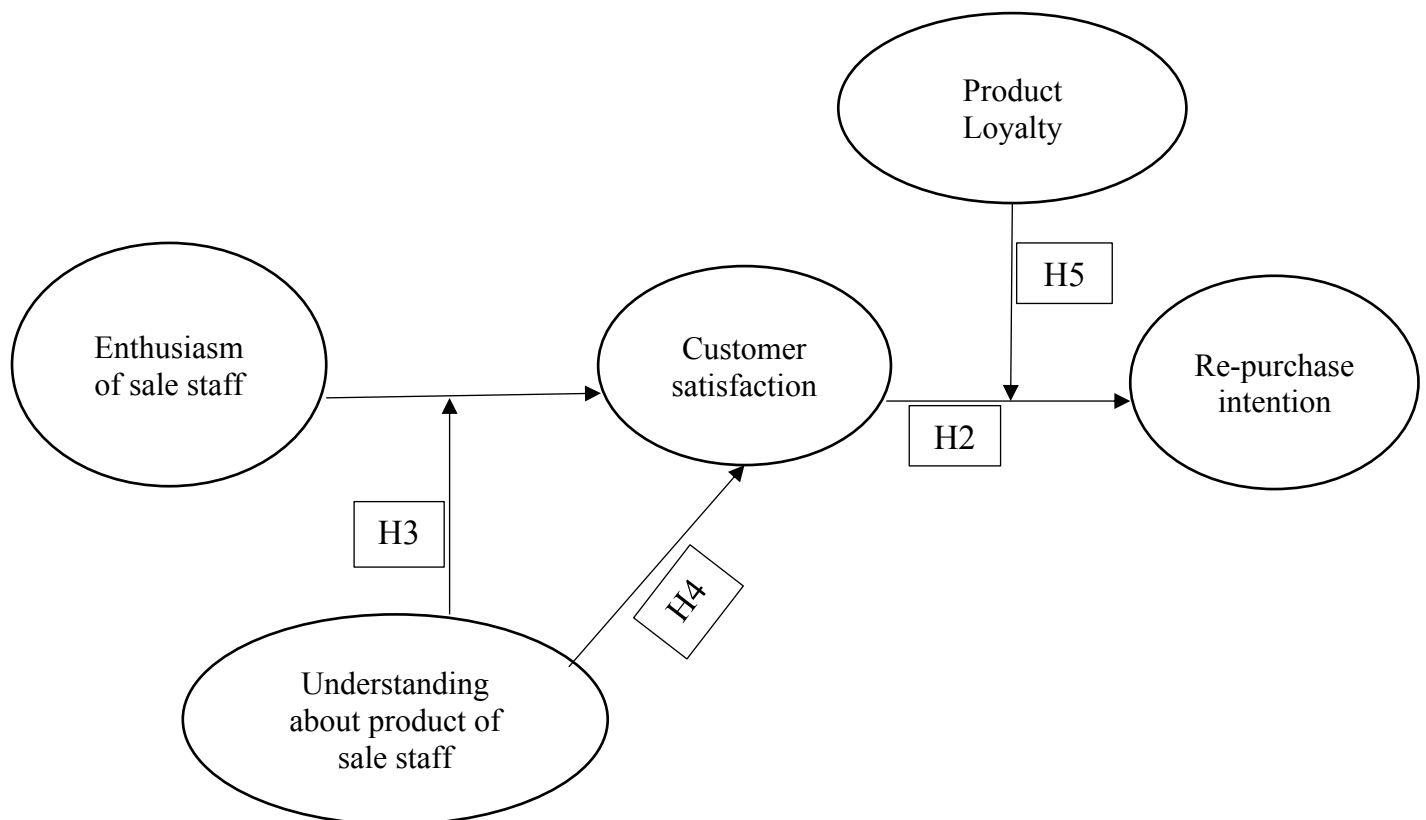 Product
Loyalty
H5
Enthusiasm
of sale staff
Customer
satisfaction
Re-purchase
intention
H2
H3
H4
Understanding
about product of
sale staff